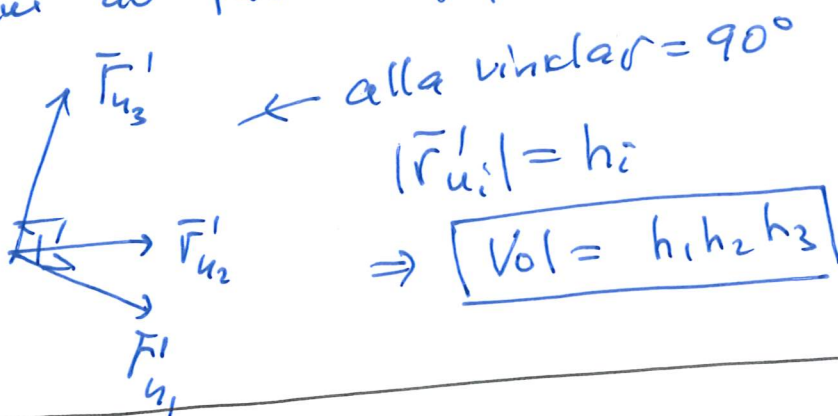 r̄'u₃
← alla vinklar = 90°
|r̄'uᵢ| = hᵢ
r̄'u₂
⇒ Vol = h₁h₂h₃
r̄'u₁